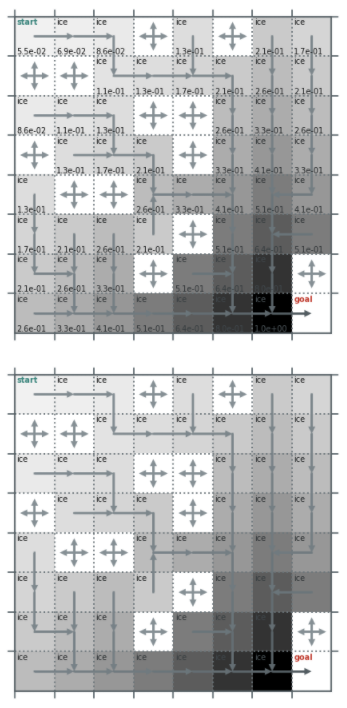 start ice ice ice ice ice
5.5e-02 6.9e-02 8.6e-02 1.3e-01 2.1e-01 1.7e-01
ice ice ice ice ice ice
1.1e-01 1.3e-01 1.7e-01 2.1e-01 2.6e-01 2.1e-01
ice ice ice ice ice ice
8.6e-02 1.1e-01 1.3e-01 2.6e-01 3.3e-01 2.6e-01
ice ice ice ice ice ice
1.3e-01 1.7e-01 2.1e-01 3.3e-01 4.1e-01 3.3e-01
ice ice ice ice ice ice
1.3e-01 2.6e-01 3.3e-01 4.1e-01 5.1e-01 4.1e-01
ice ice ice ice ice ice ice
1.7e-01 2.1e-01 2.6e-01 2.1e-01 5.1e-01 6.4e-01 5.1e-01
ice ice ice ice ice
2.1e-01 2.6e-01 3.3e-01 5.1e-01 6.4e-01
ice ice ice ice ice ice goal
2.6e-01 3.3e-01 4.1e-01 5.1e-01 6.4e-01 1.0e+00
start ice ice ice ice ice
ice ice ice ice ice ice
ice ice ice ice ice ice
ice ice ice ice ice ice
ice ice ice ice ice ice
ice ice ice ice ice ice ice
ice ice ice ice ice
ice ice ice ice ice ice goal